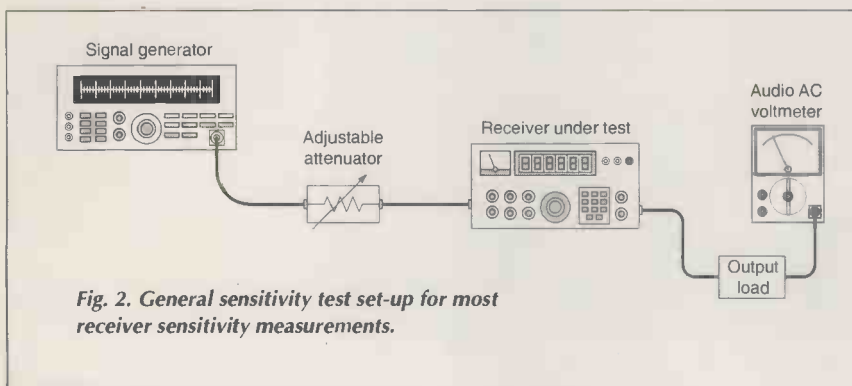 Signal generator
Adjustable
attenuator
Receiver under test
Audio AC
voltmeter
Output
load
Fig. 2. General sensitivity test set-up for most
receiver sensitivity measurements.